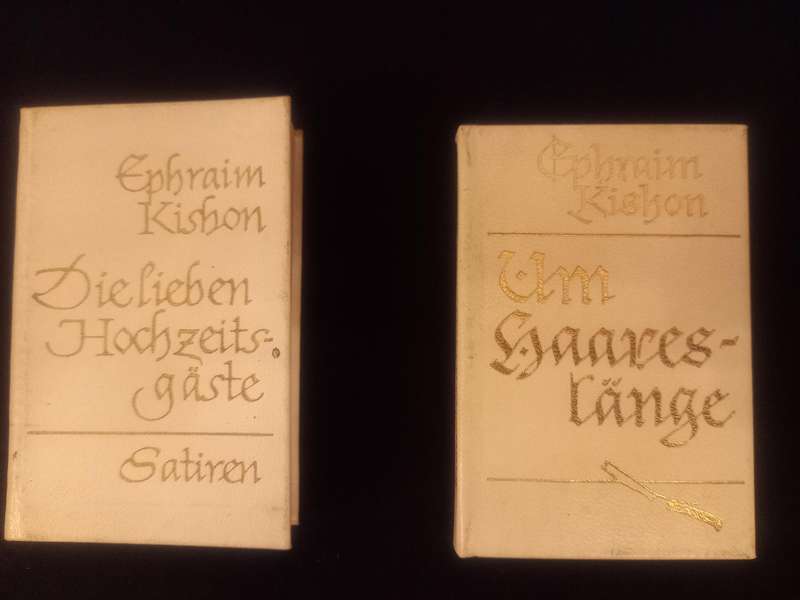 Ephraim
Kishon
Die lieben
Hochzeits-
gäste
Satiren
Ephraim
Kishon
Um
Haares-
länge